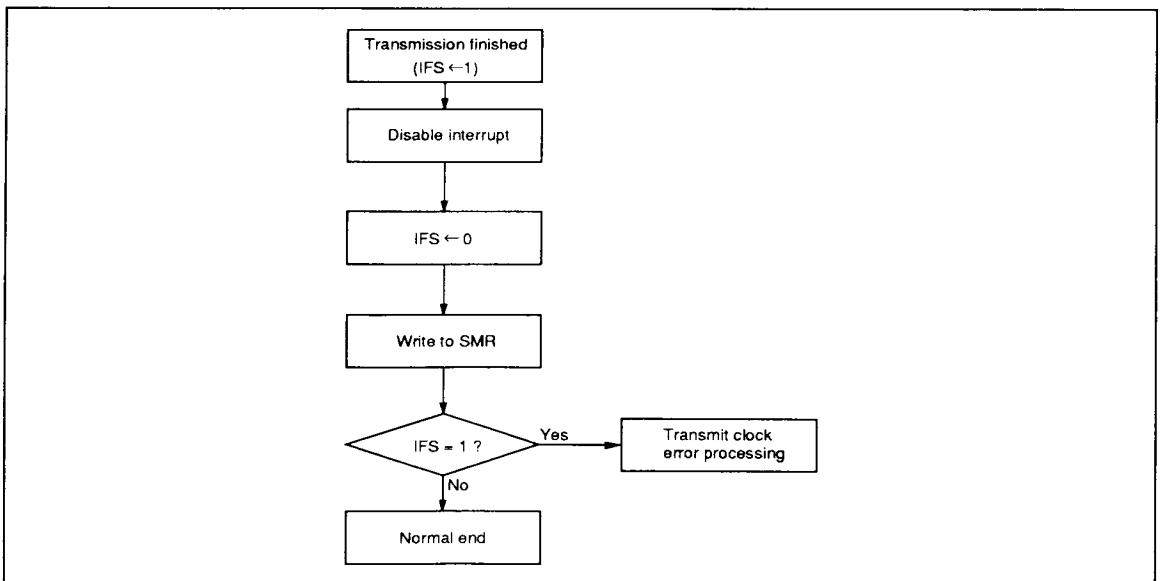 Transmission finished
(IFS ←1)
Disable interrupt
IFS ← 0
Write to SMR
IFS = 1 ?
Yes
Transmit clock
error processing
No
Normal end